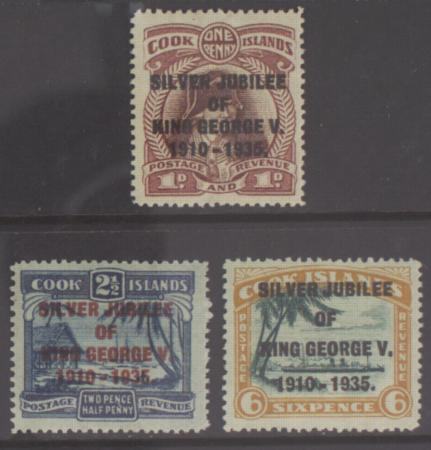 COOK ONE PENNY ISLANDS
SILVER JUBILEE
OF
KING GEORGE V.
1910-1935.
POSTAGE REVENUE
1D AND 1D
COOK 2½ ISLANDS
SILVER JUBILEE
OF
KING GEORGE V.
1910-1935.
POSTAGE TWO PENCE REVENUE
HALF PENNY
COOK ISLANDS
SILVER JUBILEE
OF
KING GEORGE V.
1910-1935.
POSTAGE
REVENUE
6 SIXPENCE 6